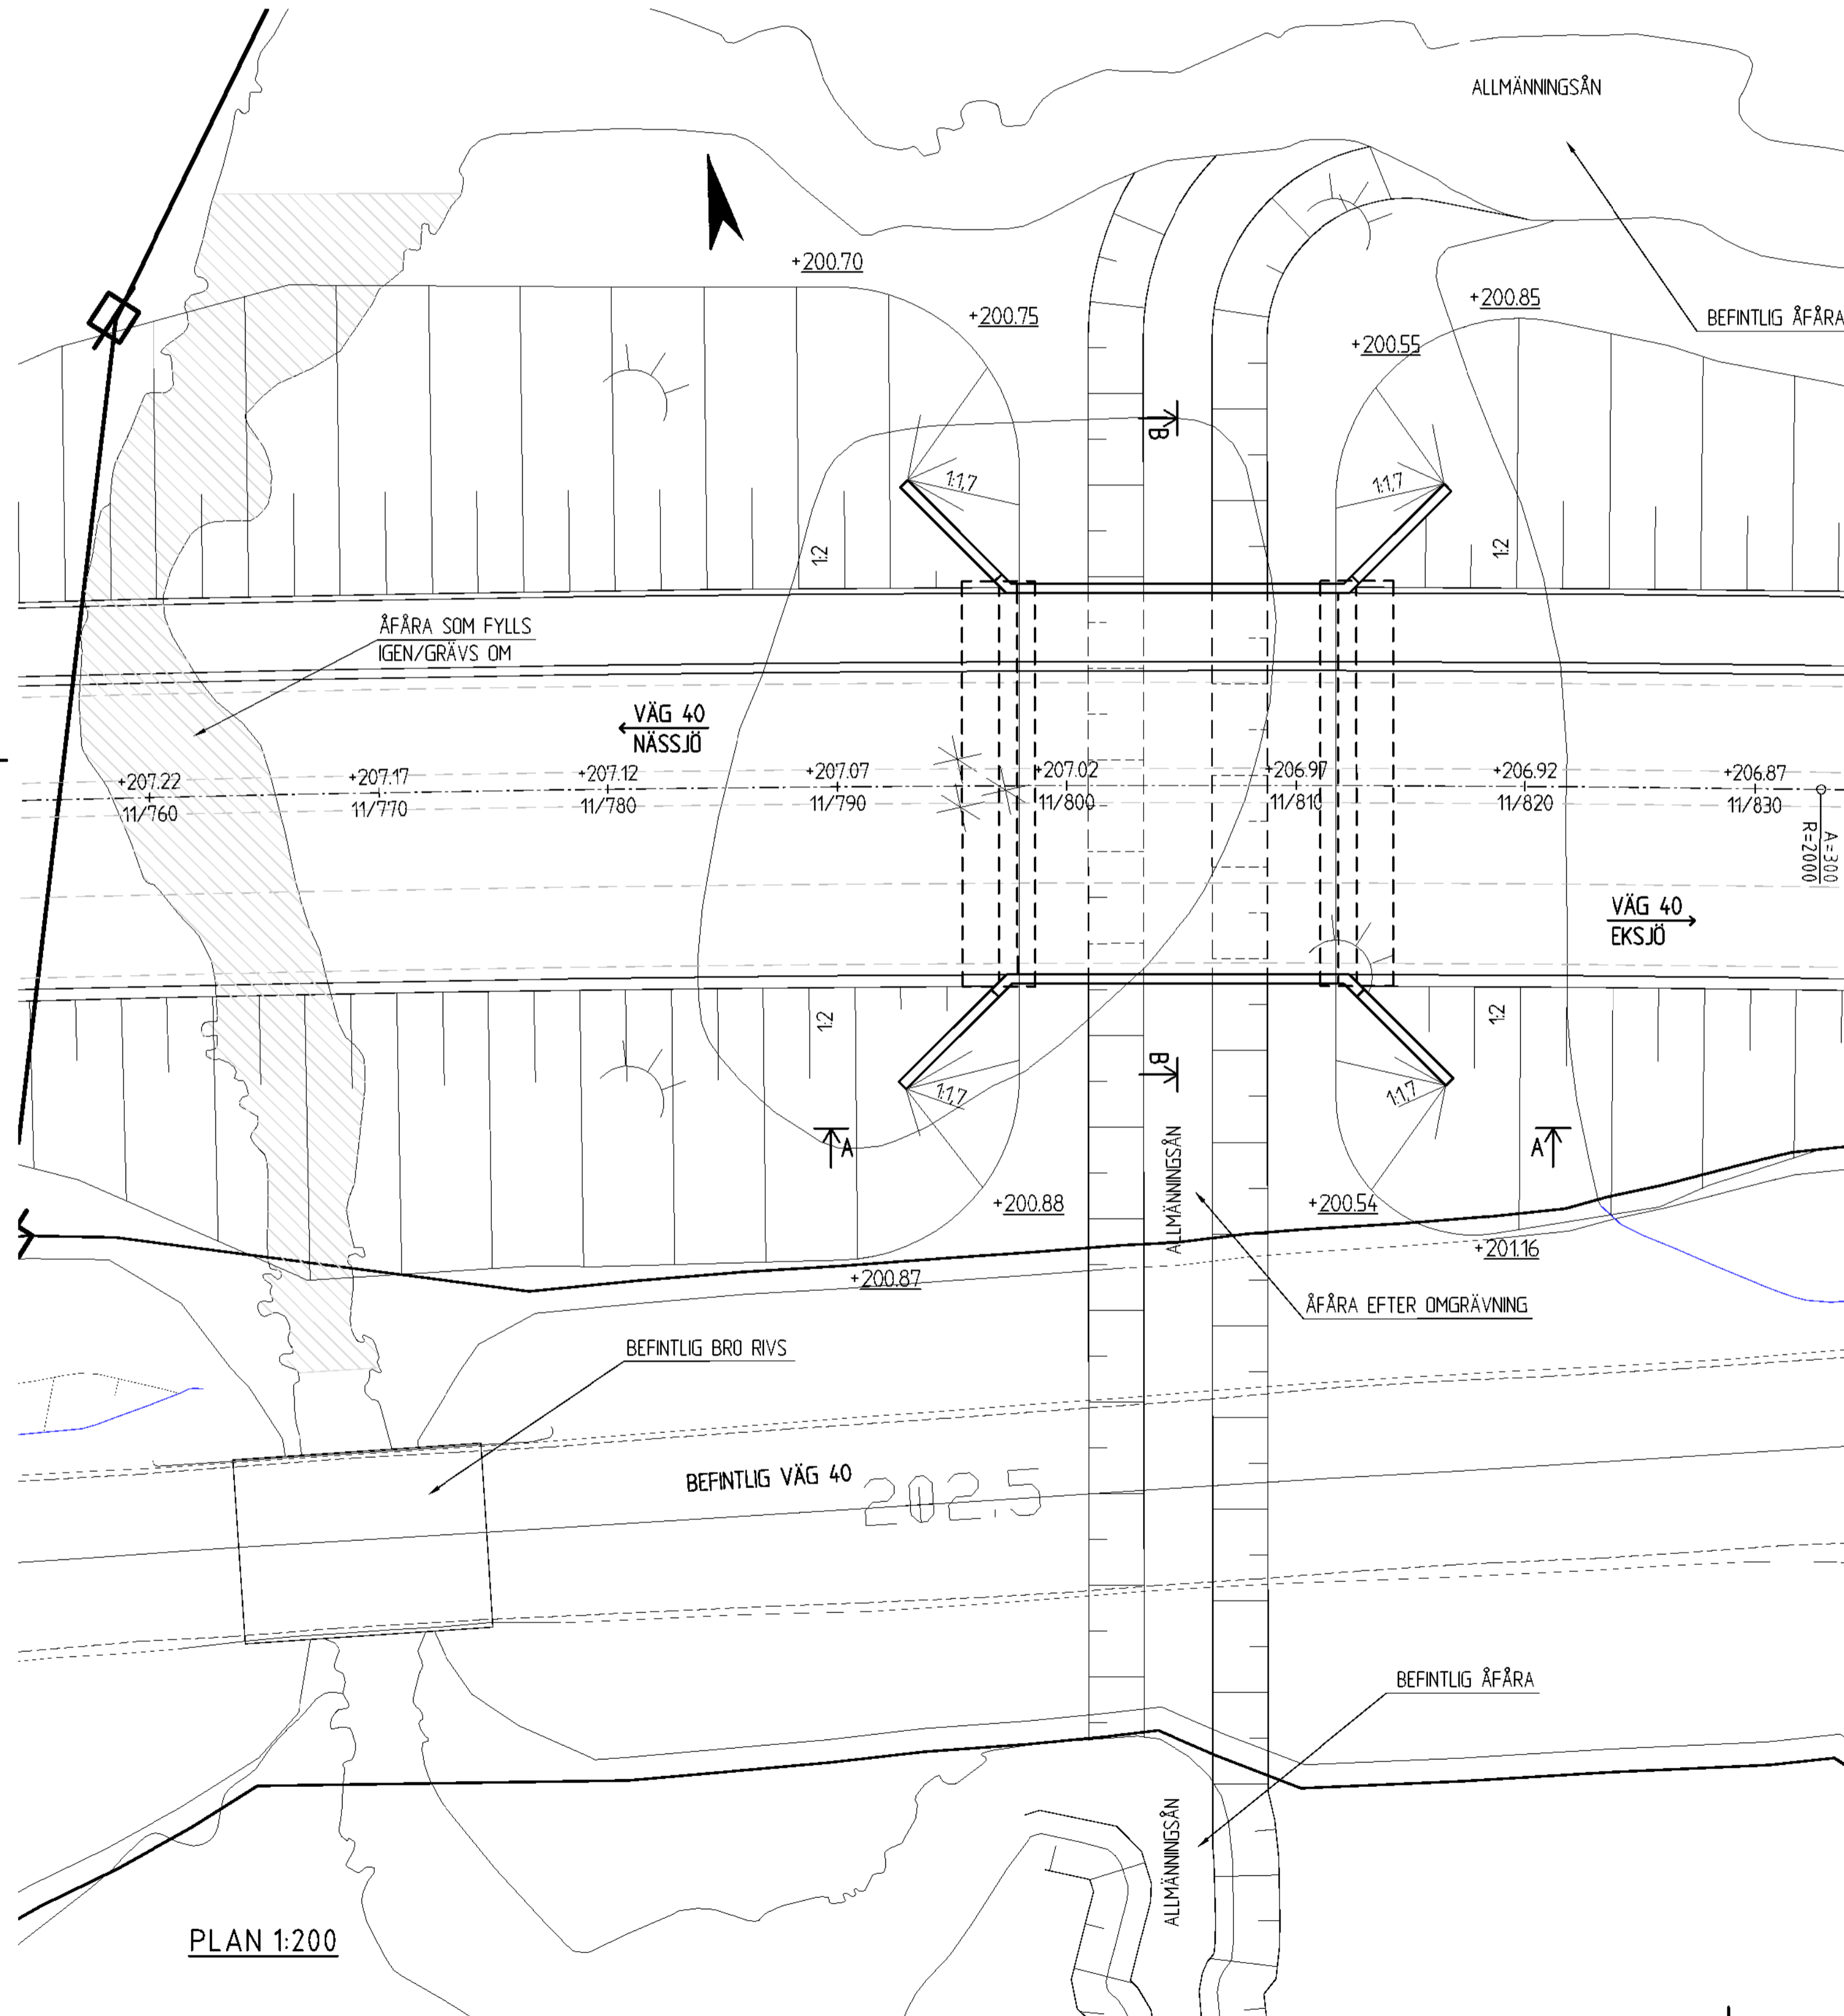 ALLMÄNNINGSÅN
+200.70
+200.75
+200.85
BEFINTLIG ÅFÅRA
+200.55
B
1:1,7
1:1,7
1:2
1:2
ÅFÅRA SOM FYLLS
IGEN/GRÄVS OM
VÄG 40
NÄSSJÖ
+207.22
11/760
+207.17
11/770
+207.12
11/780
+207.07
11/790
+207.02
11/800
+206.97
11/810
+206.92
11/820
+206.87
11/830
A=300
R=2000
VÄG 40
EKSJÖ
1:2
1:2
B
1:1,7
1:1,7
A
A
ALLMÄNNINGSÅN
+200.88
+200.54
+201.16
+200.87
ÅFÅRA EFTER OMGRÄVNING
BEFINTLIG BRO RIVS
BEFINTLIG VÄG 40
202.5
BEFINTLIG ÅFÅRA
ALLMÄNNINGSÅN
PLAN 1:200